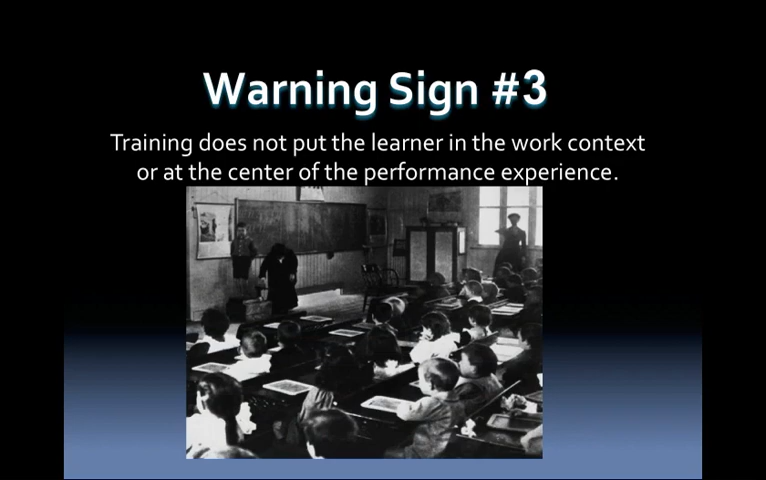 Warning Sign #3
Training does not put the learner in the work context
or at the center of the performance experience.